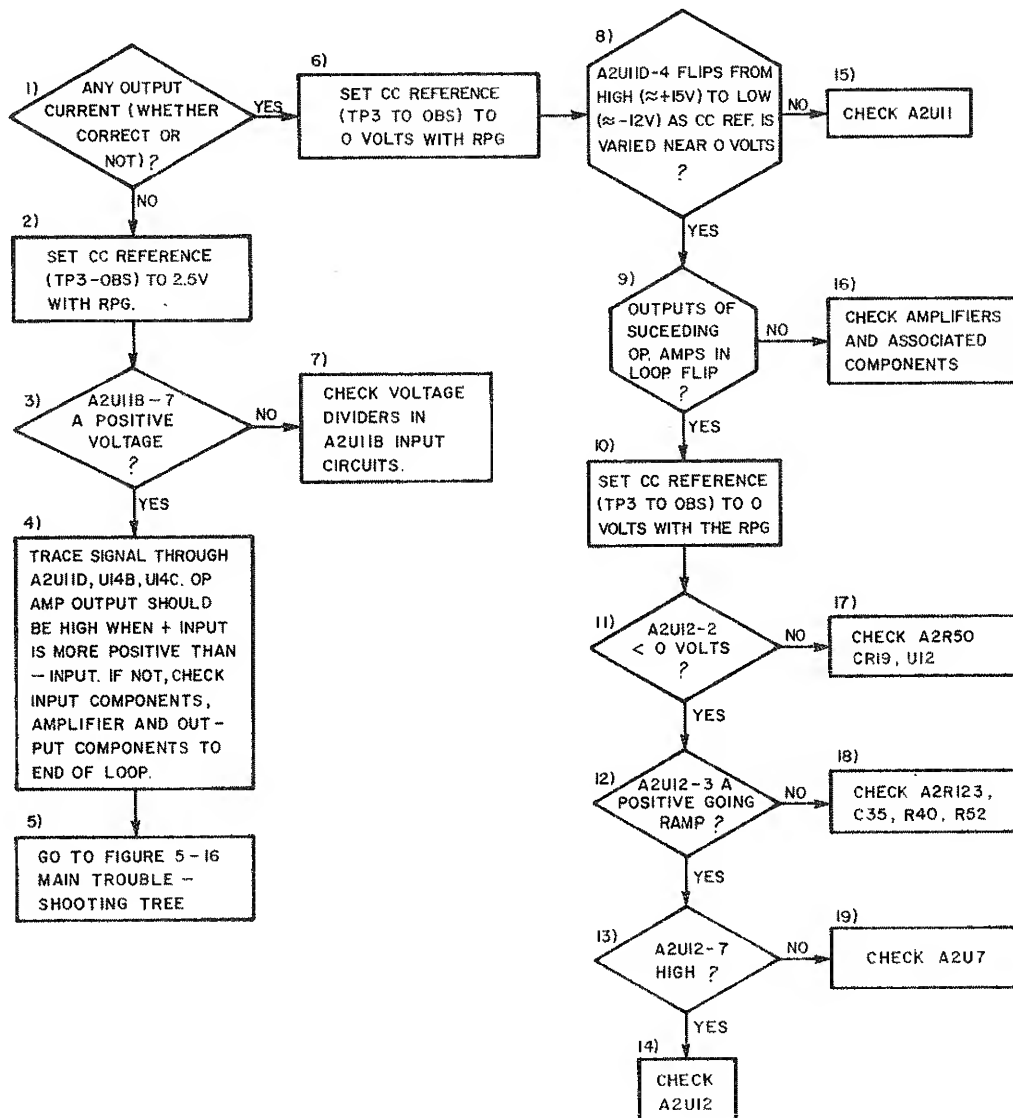 1)
ANY OUTPUT
CURRENT (WHETHER
CORRECT OR
NOT)?
YES
NO
2)
SET CC REFERENCE
(TP3-OBS) TO 2.5V
WITH RPG.
3)
A2U11B-7
A POSITIVE
VOLTAGE
?
NO
YES
4)
TRACE SIGNAL THROUGH
A2U11D, U14B, U14C. OP
AMP OUTPUT SHOULD
BE HIGH WHEN + INPUT
IS MORE POSITIVE THAN
- INPUT. IF NOT, CHECK
INPUT COMPONENTS,
AMPLIFIER AND OUT-
PUT COMPONENTS TO
END OF LOOP.
5)
GO TO FIGURE 5-16
MAIN TROUBLE -
SHOOTING TREE
6)
SET CC REFERENCE
(TP3 TO OBS) TO
0 VOLTS WITH RPG
7)
CHECK VOLTAGE
DIVIDERS IN
A2U11B INPUT
CIRCUITS.
8)
A2U11D-4 FLIPS FROM
HIGH (≈+15V) TO LOW
(≈-12V) AS CC REF. IS
VARIED NEAR 0 VOLTS
?
NO
YES
9)
OUTPUTS OF
SUCEEDING
OP. AMPS IN
LOOP FLIP
?
NO
YES
10)
SET CC REFERENCE
(TP3 TO OBS) TO 0
VOLTS WITH THE RPG
11)
A2U12-2
< 0 VOLTS
?
NO
YES
12)
A2U12-3 A
POSITIVE GOING
RAMP ?
NO
YES
13)
A2U12-7
HIGH ?
NO
YES
14)
CHECK
A2U12
15)
CHECK A2U11
16)
CHECK AMPLIFIERS
AND ASSOCIATED
COMPONENTS
17)
CHECK A2R50
CR19, U12
18)
CHECK A2R123,
C35, R40, R52
19)
CHECK A2U7